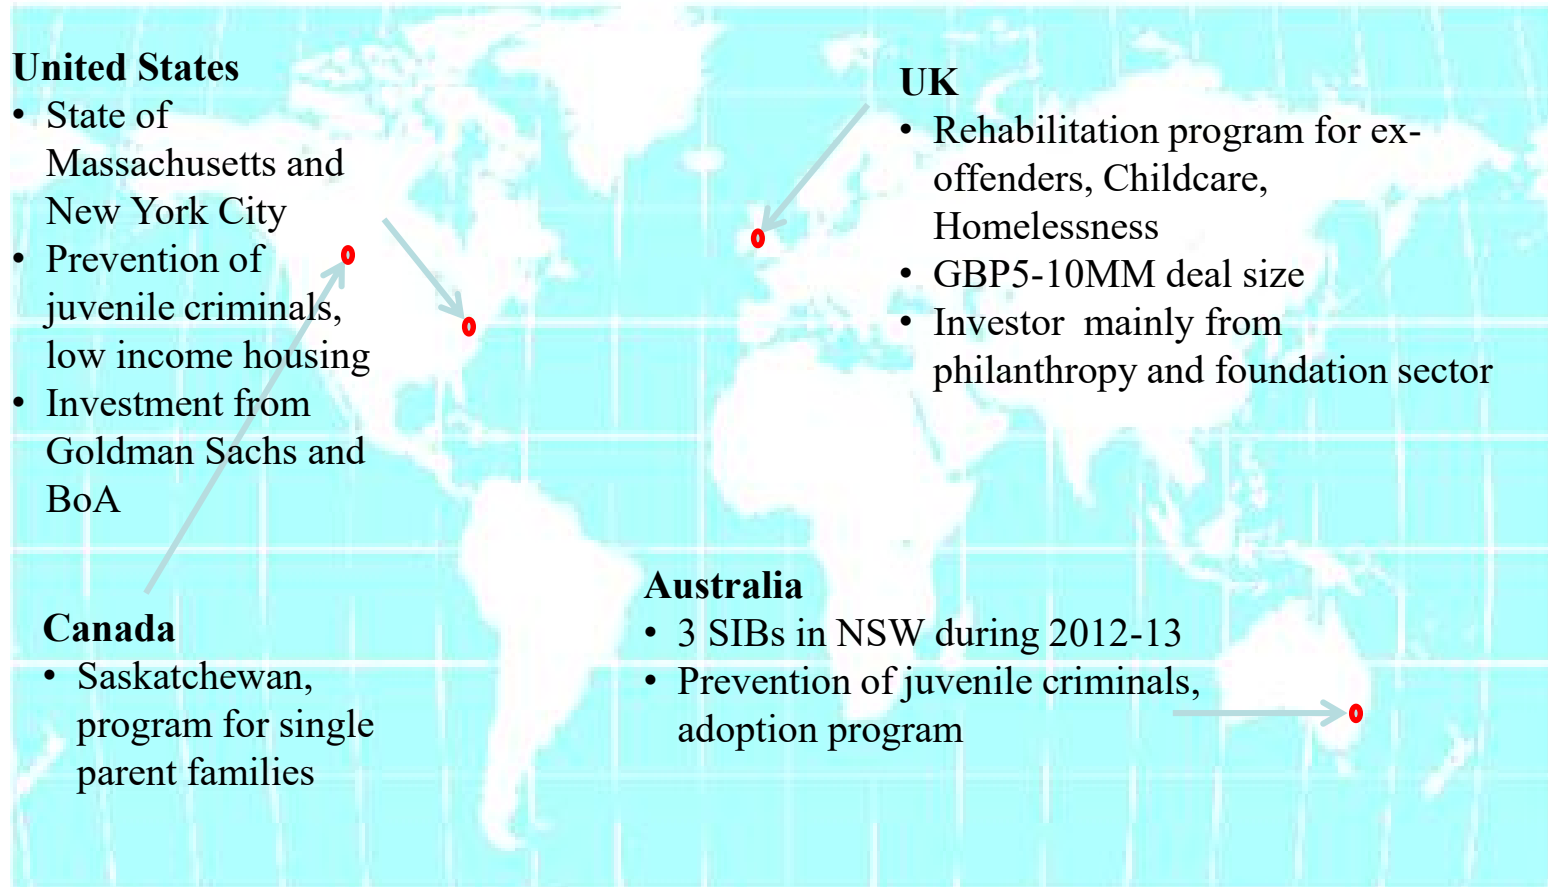 United States
• State of
Massachusetts and
New York City
• Prevention of
juvenile criminals,
low income housing
• Investment from
Goldman Sachs and
BoA
UK
• Rehabilitation program for ex-
offenders, Childcare,
Homelessness
• GBP5-10MM deal size
• Investor  mainly from
philanthropy and foundation sector
Canada
• Saskatchewan,
program for single
parent families
Australia
• 3 SIBs in NSW during 2012-13
• Prevention of juvenile criminals,
adoption program